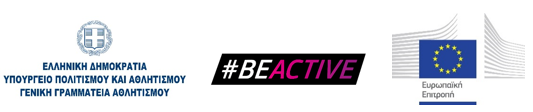 ΕΛΛΗΝΙΚΗ ΔΗΜΟΚΡΑΤΙΑ
ΥΠΟΥΡΓΕΙΟ ΠΟΛΙΤΙΣΜΟΥ ΚΑΙ ΑΘΛΗΤΙΣΜΟΥ
ΓΕΝΙΚΗ ΓΡΑΜΜΑΤΕΙΑ ΑΘΛΗΤΙΣΜΟΥ
#BEACTIVE
Ευρωπαϊκή
Επιτροπή